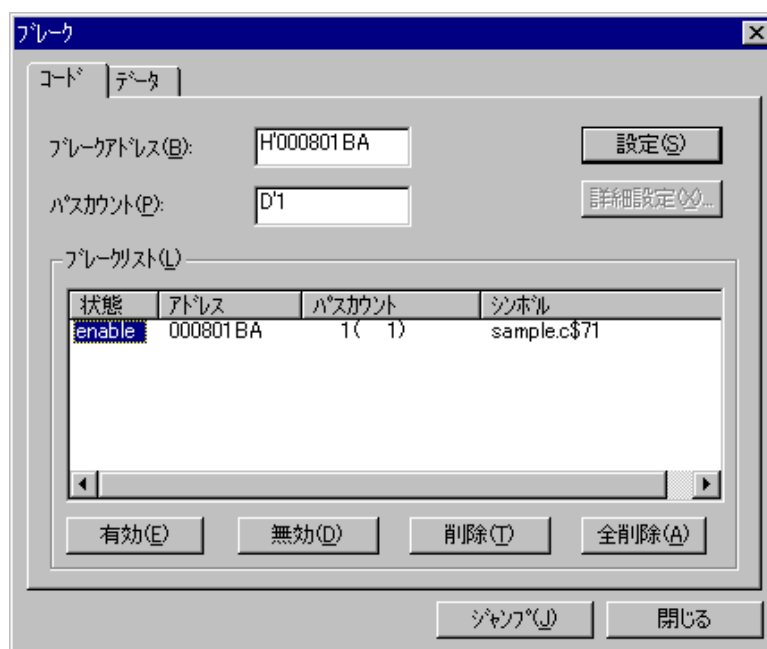 ブレーク
コード データ
ブレークアドレス(B): H'000801BA 設定(S)
パスカウント(P): D'1 詳細設定(X)...
ブレークリスト(L)
状態 アドレス パスカウント シンボル
enable 000801BA 1( 1) sample.c$71
有効(E) 無効(D) 削除(T) 全削除(A)
ジャンプ(J) 閉じる